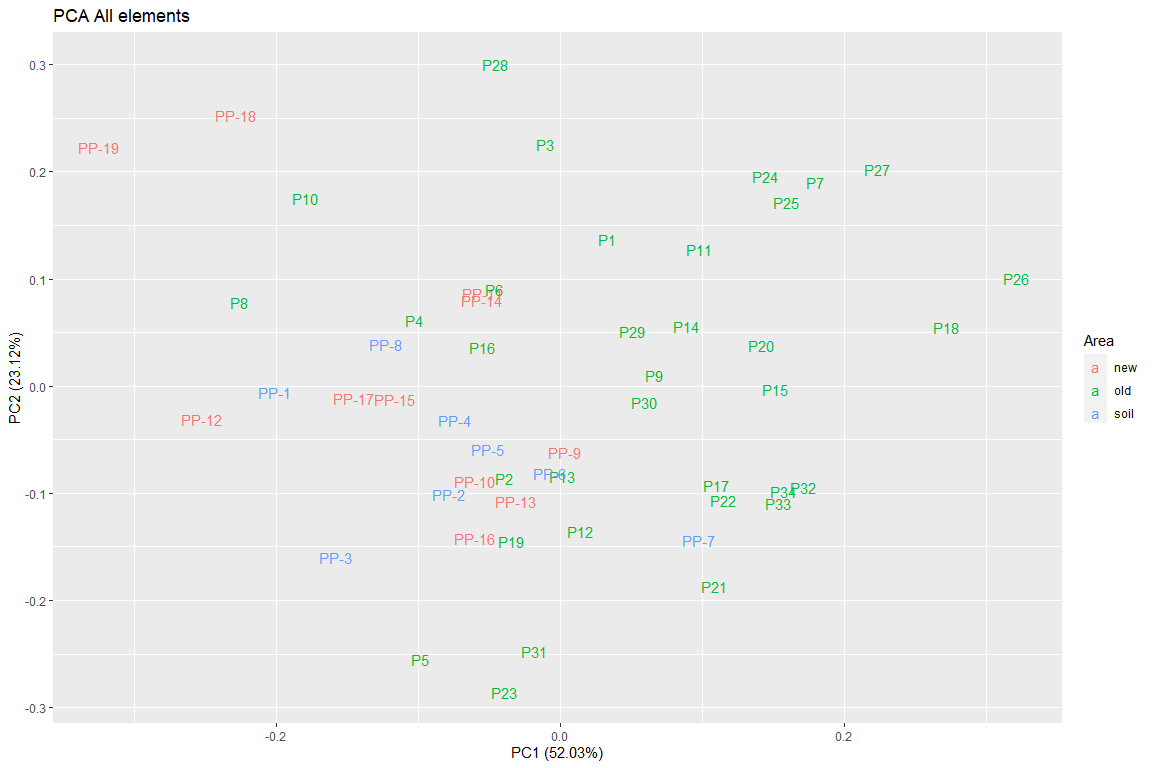 PCA All elements
P28
0.3
PP-18
P3
PP-19
P24
P27
P7
0.2
P10
P25
P1
P11
0.1
P26
P6
PP-11
PP-14
P8
P4
P14
P18
P29
Area
PP-8
P16
P20
a new
PC2 (23.12%)
P9
0.0
a old
PP-1
P15
PP-17
PP-15
P30
a soil
PP-12
PP-4
PP-5
PP-9
PP-6
P13
PP-10
P2
P17
P32
P34
-0.1
PP-2
PP-13
P22
P33
P12
PP-16
P19
PP-7
PP-3
P21
-0.2
P31
P5
P23
-0.3
-0.2
0.0
0.2
PC1 (52.03%)